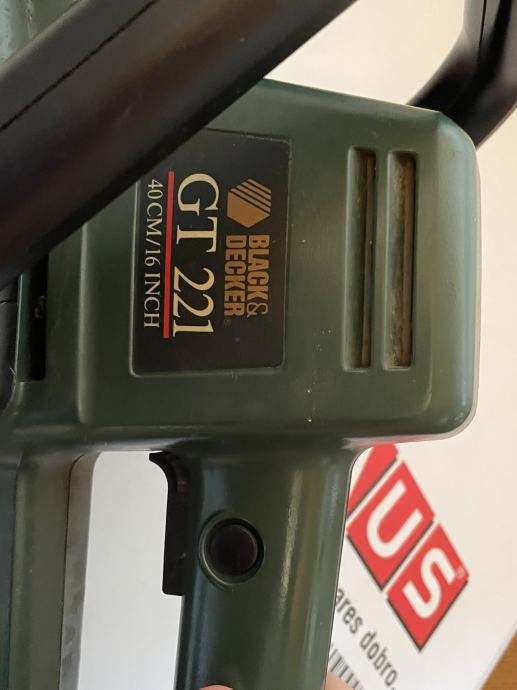 BLACK&
DECKER®
GT 221
40 CM/16 INCH
US®
ares dobro.